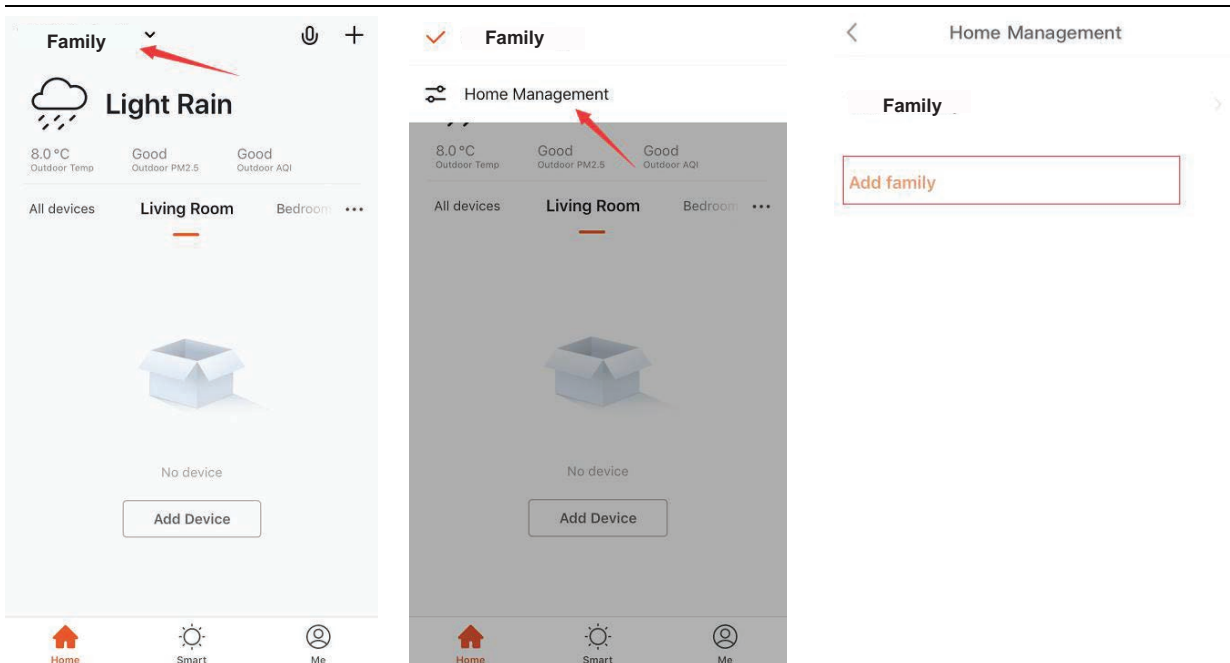 Family
Light Rain
8.0 °C Good Good
Outdoor Temp Outdoor PM2.5 Outdoor AQI
All devices Living Room Bedroom
No device
Add Device
Home Smart Me
Family
Home Management
8.0 °C Good Good
Outdoor Temp Outdoor PM2.5 Outdoor AQI
All devices Living Room Bedroom
No device
Add Device
Home Smart Me
Home Management
Family
Add family